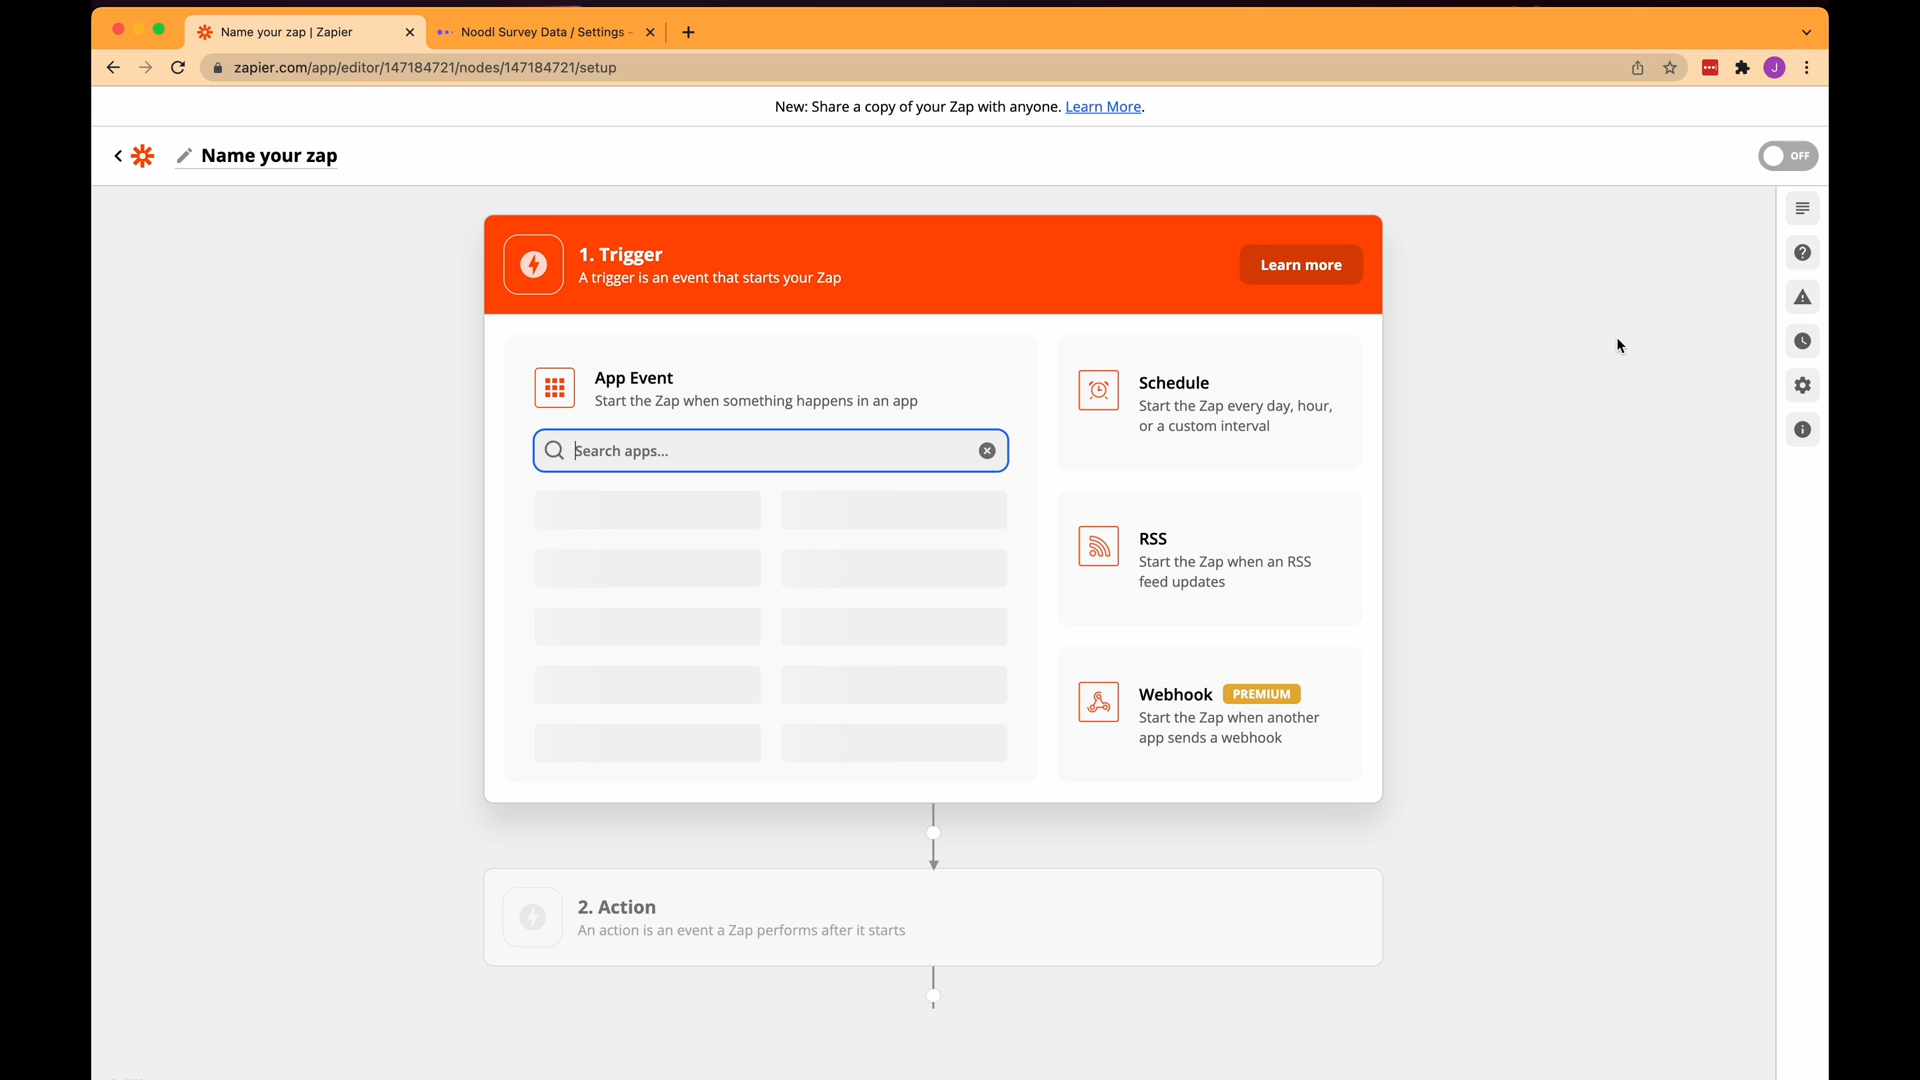 Name your zap | Zapier
Noodl Survey Data / Settings -
zapier.com/app/editor/147184721/nodes/147184721/setup
J
New: Share a copy of your Zap with anyone. Learn More.
Name your zap
OFF
1. Trigger
A trigger is an event that starts your Zap
Learn more
App Event
Start the Zap when something happens in an app
Search apps...
Schedule
Start the Zap every day, hour,
or a custom interval
RSS
Start the Zap when an RSS
feed updates
Webhook PREMIUM
Start the Zap when another
app sends a webhook
2. Action
An action is an event a Zap performs after it starts